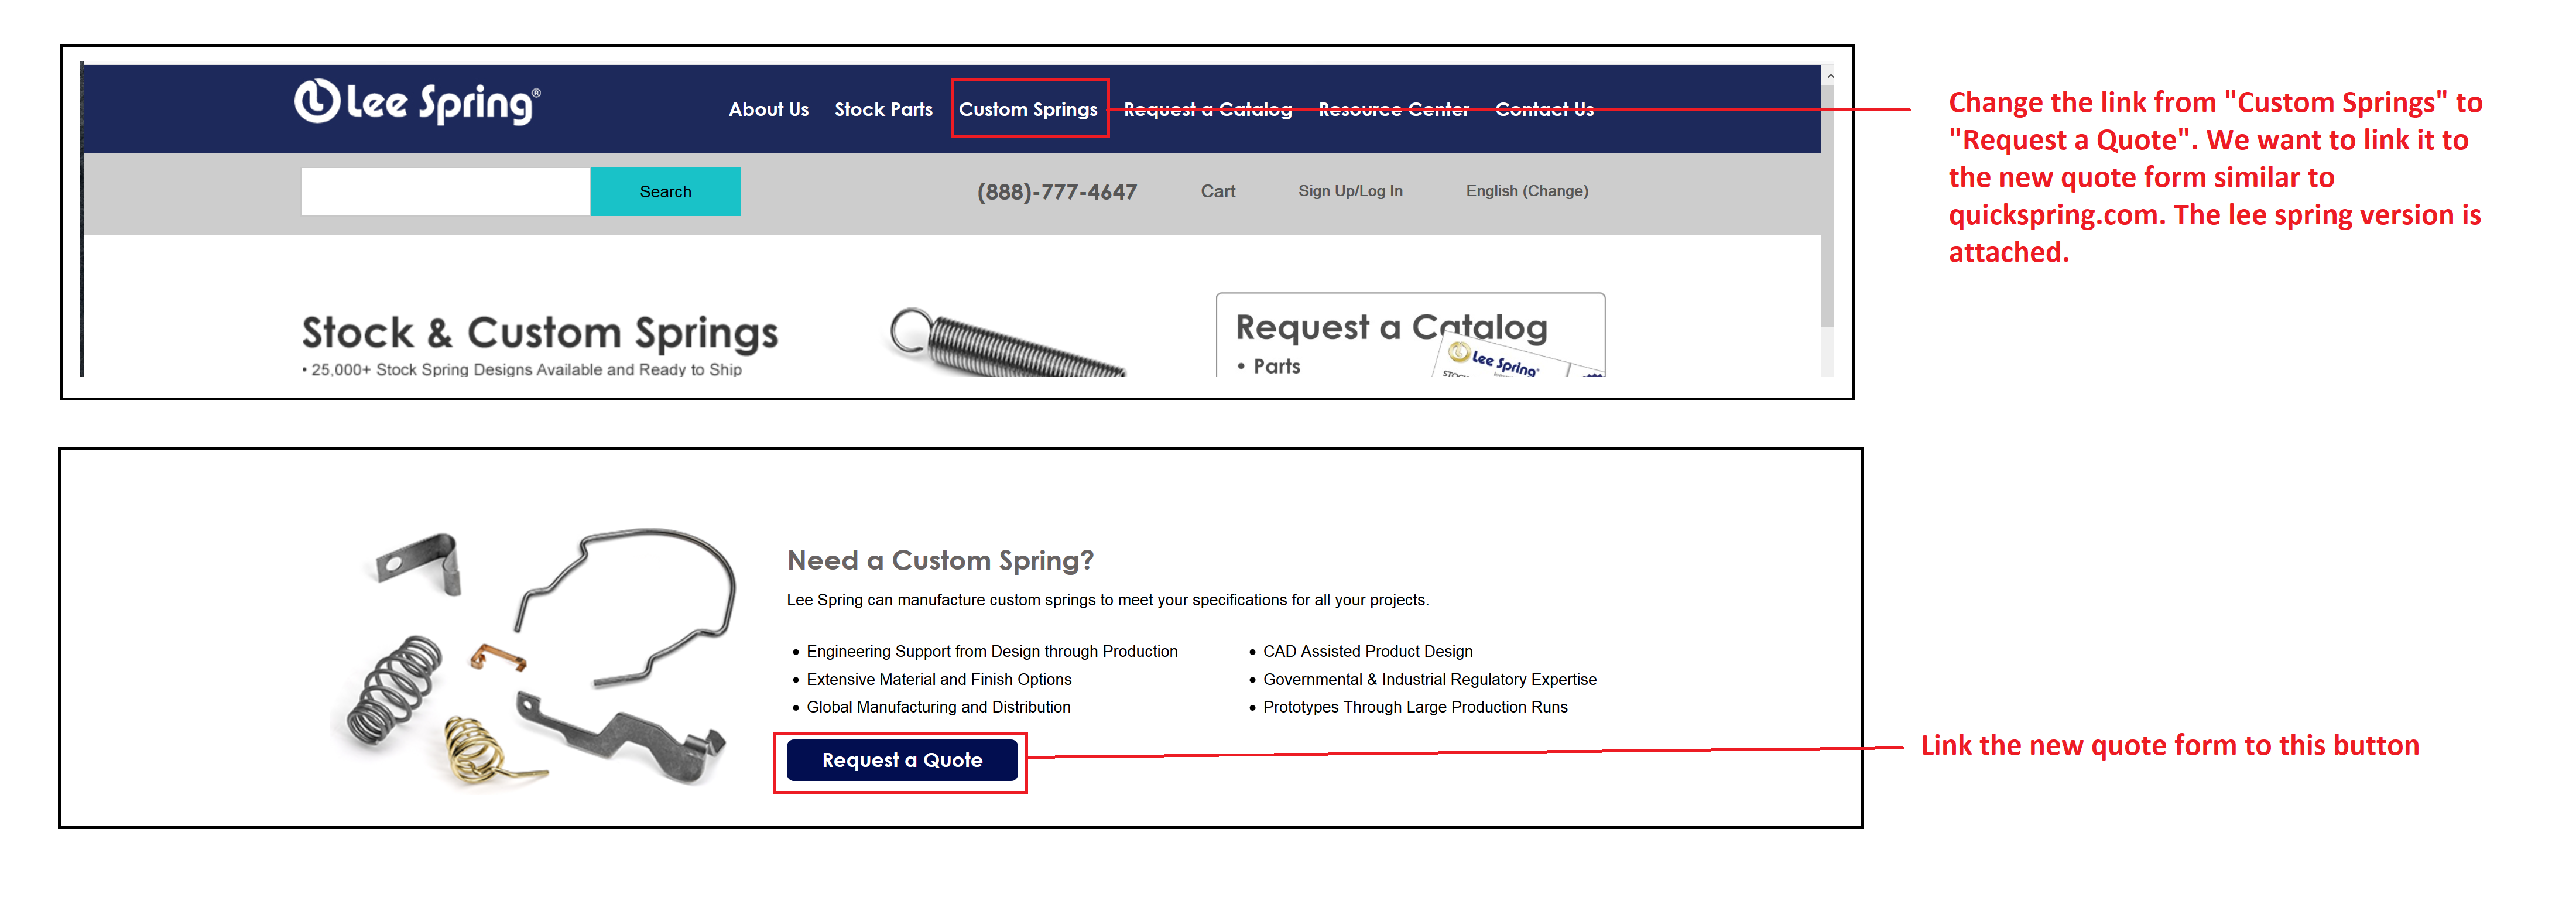 Lee Spring®
About Us Stock Parts Custom Springs Request a Catalog Resource Center Contact Us
Change the link from "Custom Springs" to
"Request a Quote". We want to link it to
the new quote form similar to
quickspring.com. The lee spring version is
attached.
Search (888)-777-4647 Cart Sign Up/Log In English (Change)
Stock & Custom Springs
• 25,000+ Stock Spring Designs Available and Ready to Ship
Request a Catalog
• Parts
Lee Spring®
Need a Custom Spring?
Lee Spring can manufacture custom springs to meet your specifications for all your projects.
• Engineering Support from Design through Production
• Extensive Material and Finish Options
• Global Manufacturing and Distribution
• CAD Assisted Product Design
• Governmental & Industrial Regulatory Expertise
• Prototypes Through Large Production Runs
Request a Quote
Link the new quote form to this button